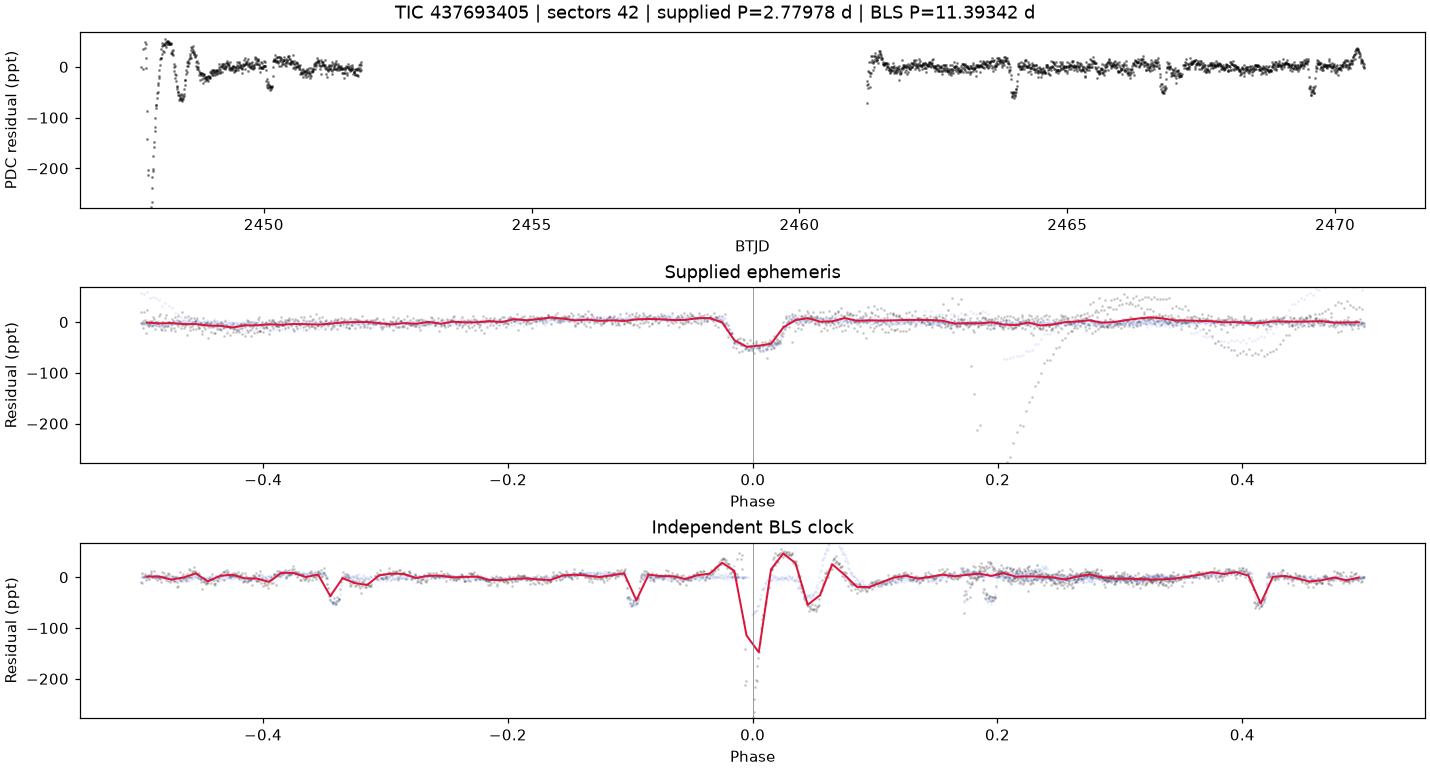 TIC 437693405 | sectors 42 | supplied P=2.77978 d | BLS P=11.39342 d
PDC residual (ppt)
0
−100
−200
2450
2455
2460
2465
2470
BTJD
Supplied ephemeris
Residual (ppt)
0
−100
−200
−0.4
−0.2
0.0
0.2
0.4
Phase
Independent BLS clock
Residual (ppt)
0
−100
−200
−0.4
−0.2
0.0
0.2
0.4
Phase